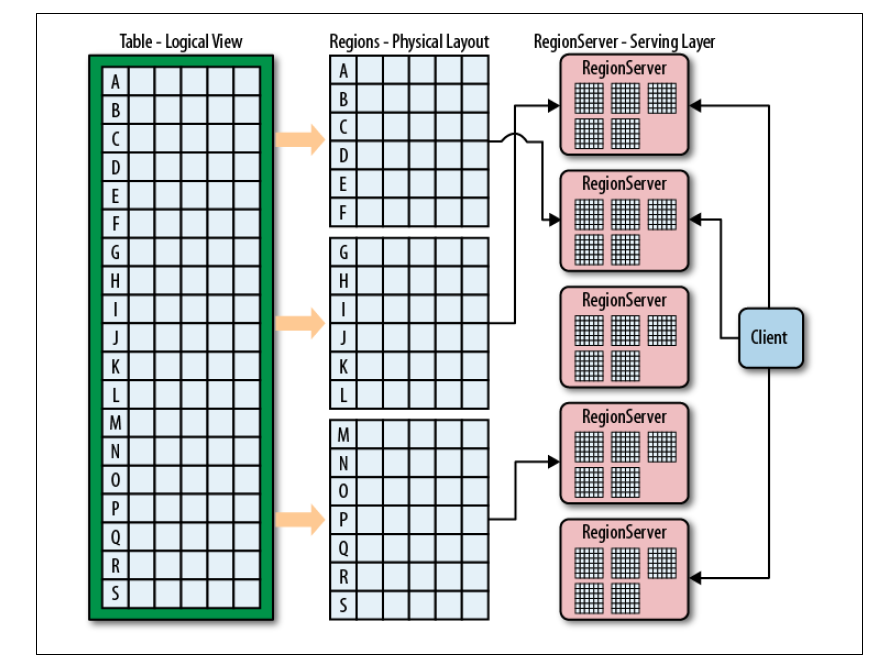 Table - Logical View
A
B
C
D
E
F
G
H
I
J
K
L
M
N
O
P
Q
R
S
Regions - Physical Layout
A
B
C
D
E
F
G
H
I
J
K
L
M
N
O
P
Q
R
S
RegionServer - Serving Layer
RegionServer
RegionServer
RegionServer
RegionServer
RegionServer
Client